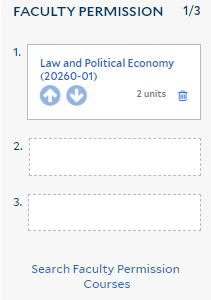 FACULTY PERMISSION 1/3
1.
Law and Political Economy
(20260-01)
2 units
2.
3.
Search Faculty Permission
Courses